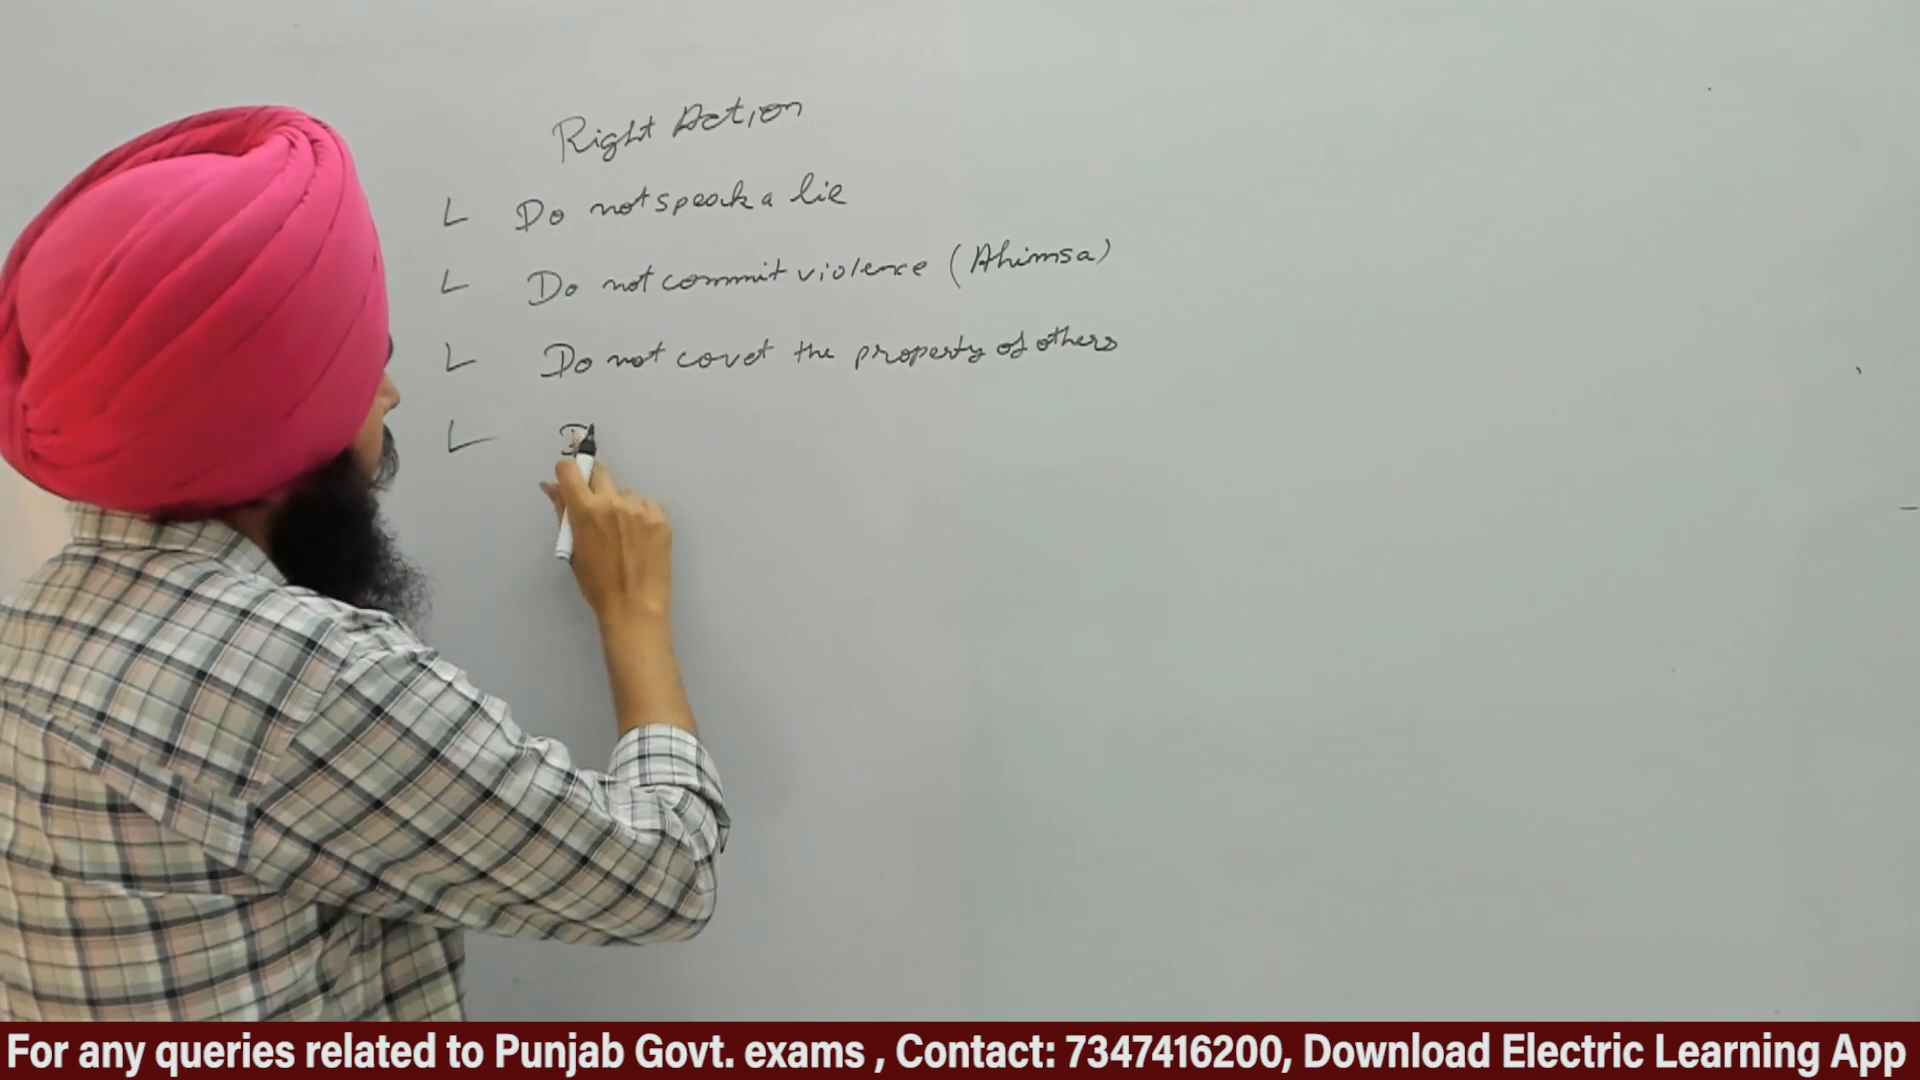 Right Action
Do not speak a lie
Do not commit violence (Ahimsa)
Do not covet the property of others
D
For any queries related to Punjab Govt. exams , Contact: 7347416200, Download Electric Learning App